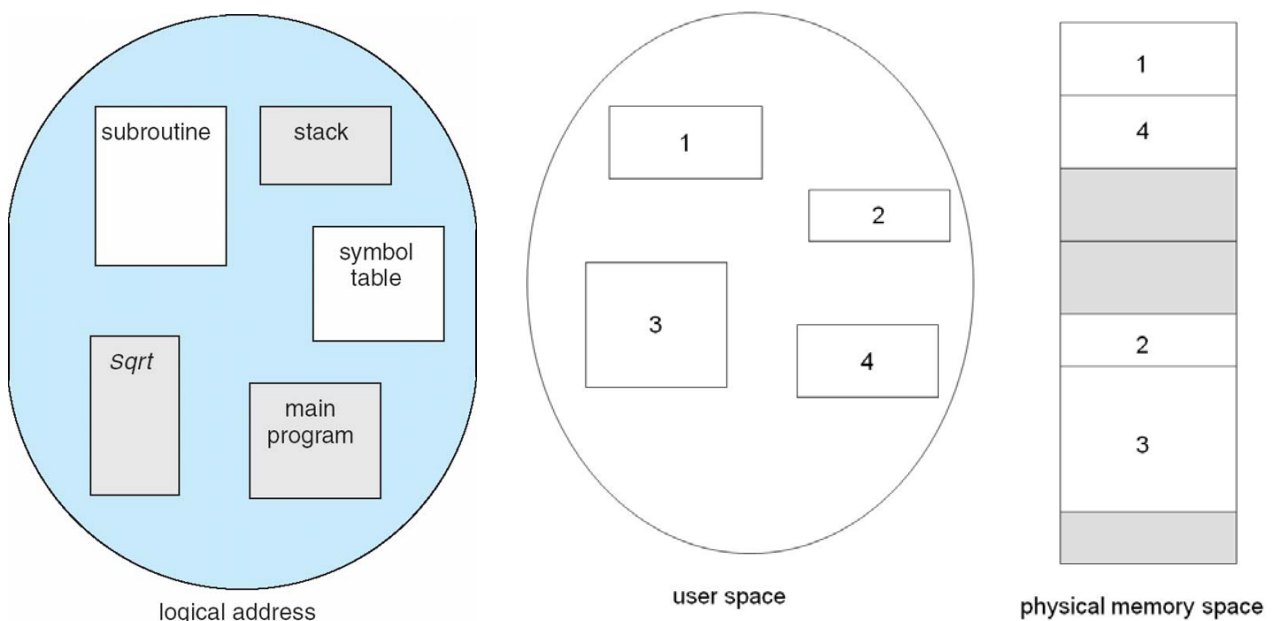 subroutine
stack
symbol
table
Sqrt
main
program
logical address
1
2
3
4
user space
1
4
2
3
physical memory space